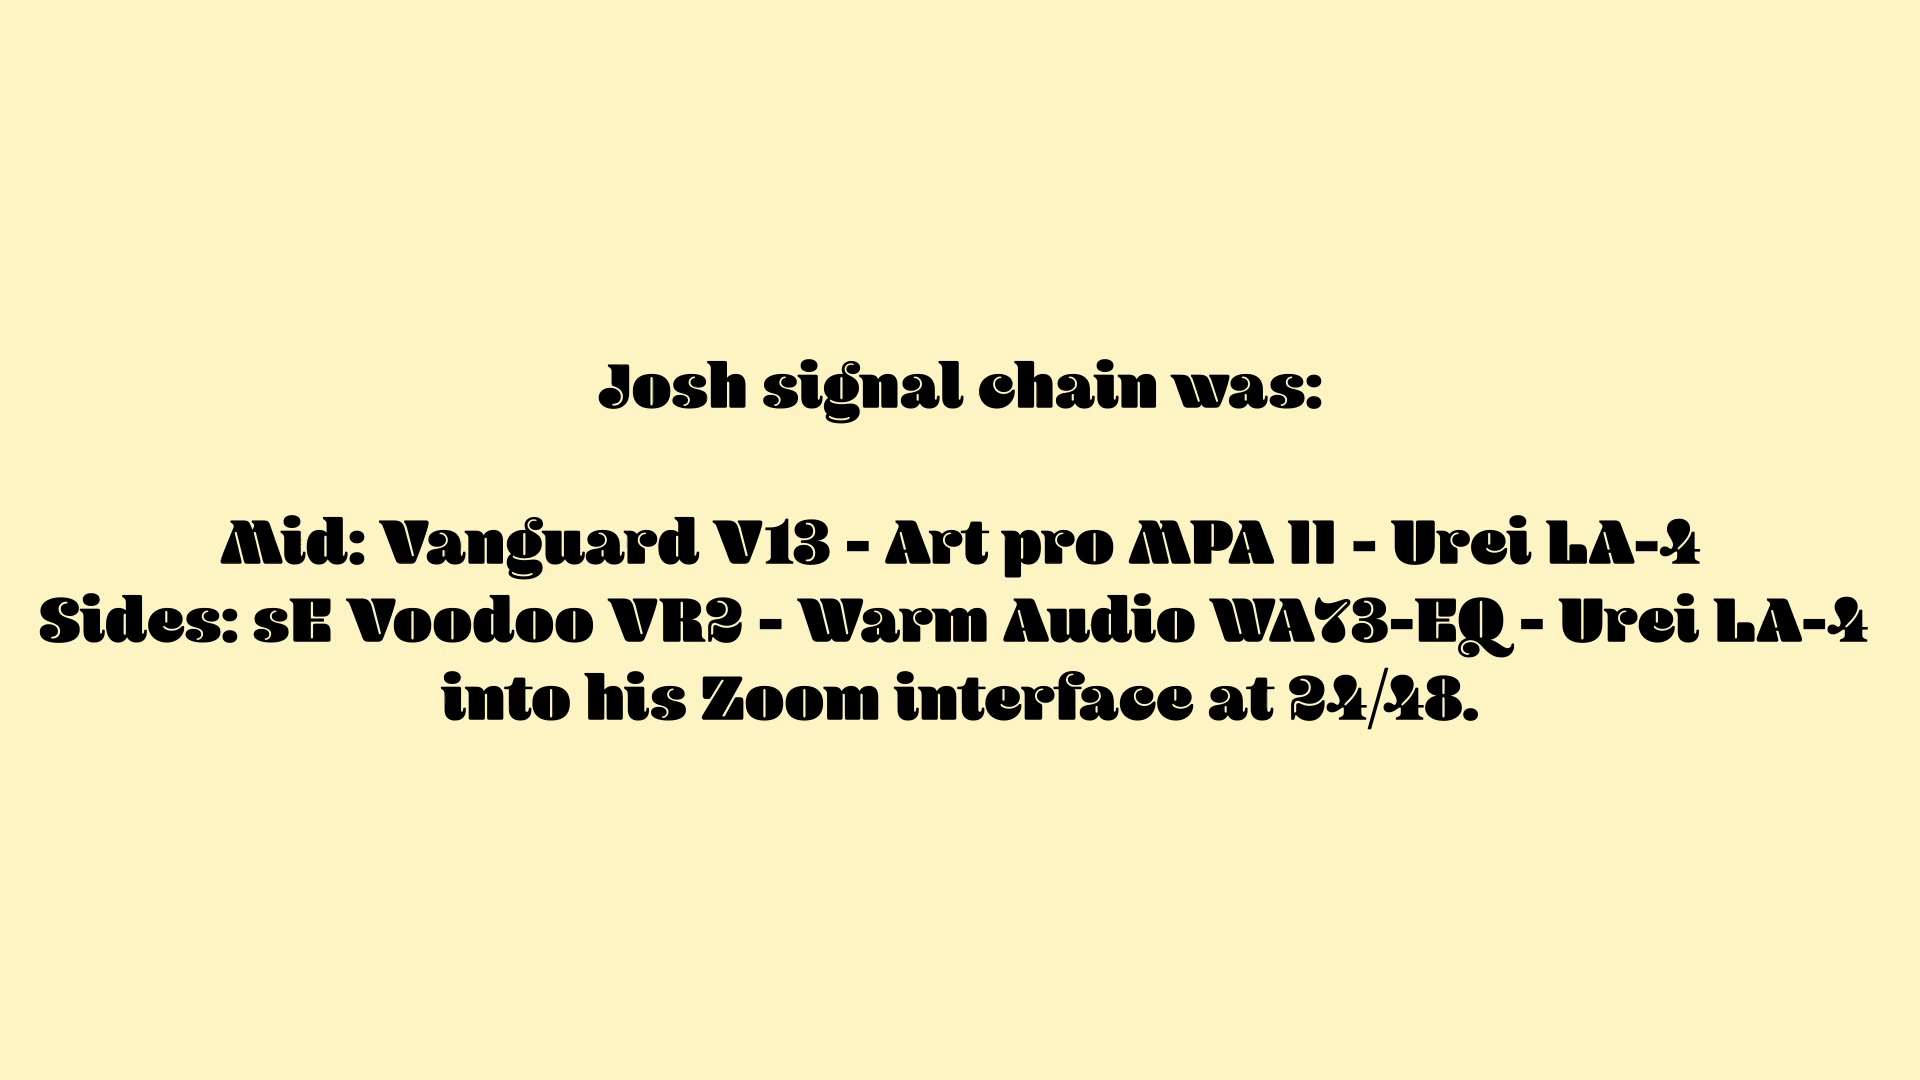 Josh signal chain was:
Mid: Vanguard V13 - Art pro MPA II - Urei LA-4
Sides: sE Voodoo VR2 - Warm Audio WA73-EQ - Urei LA-4
into his Zoom interface at 24/48.